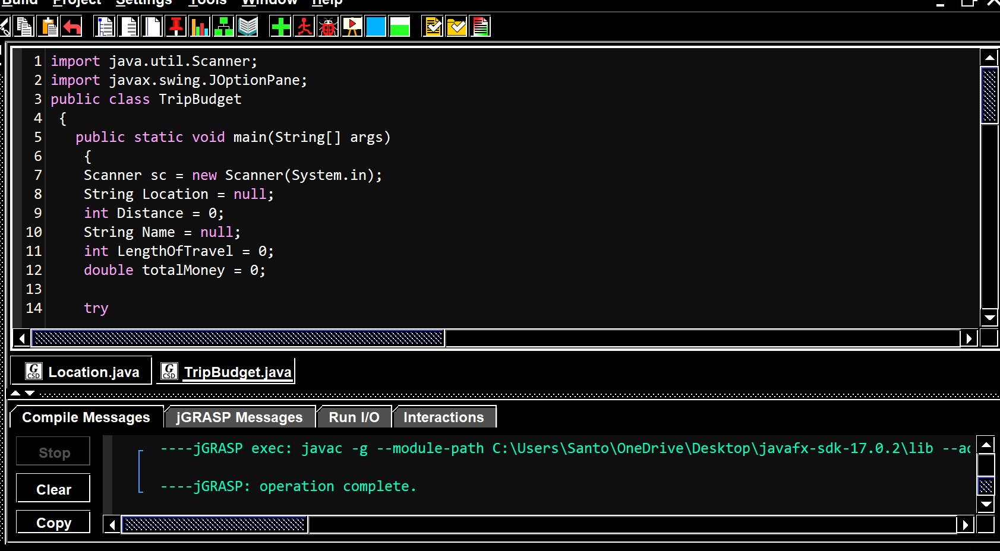 Build Project Settings Tools Window Help
1 import java.util.Scanner;
2 import javax.swing.JOptionPane;
3 public class TripBudget
4 {
5 public static void main(String[] args)
6 {
7 Scanner sc = new Scanner(System.in);
8 String Location = null;
9 int Distance = 0;
10 String Name = null;
11 int LengthOfTravel = 0;
12 double totalMoney = 0;
13
14 try
G CSD Location.java G CSD TripBudget.java
Compile Messages jGRASP Messages Run I/O Interactions
Stop
Clear
Copy
----jGRASP exec: javac -g --module-path C:\Users\Santo\OneDrive\Desktop\javafx-sdk-17.0.2\lib --ad
----jGRASP: operation complete.